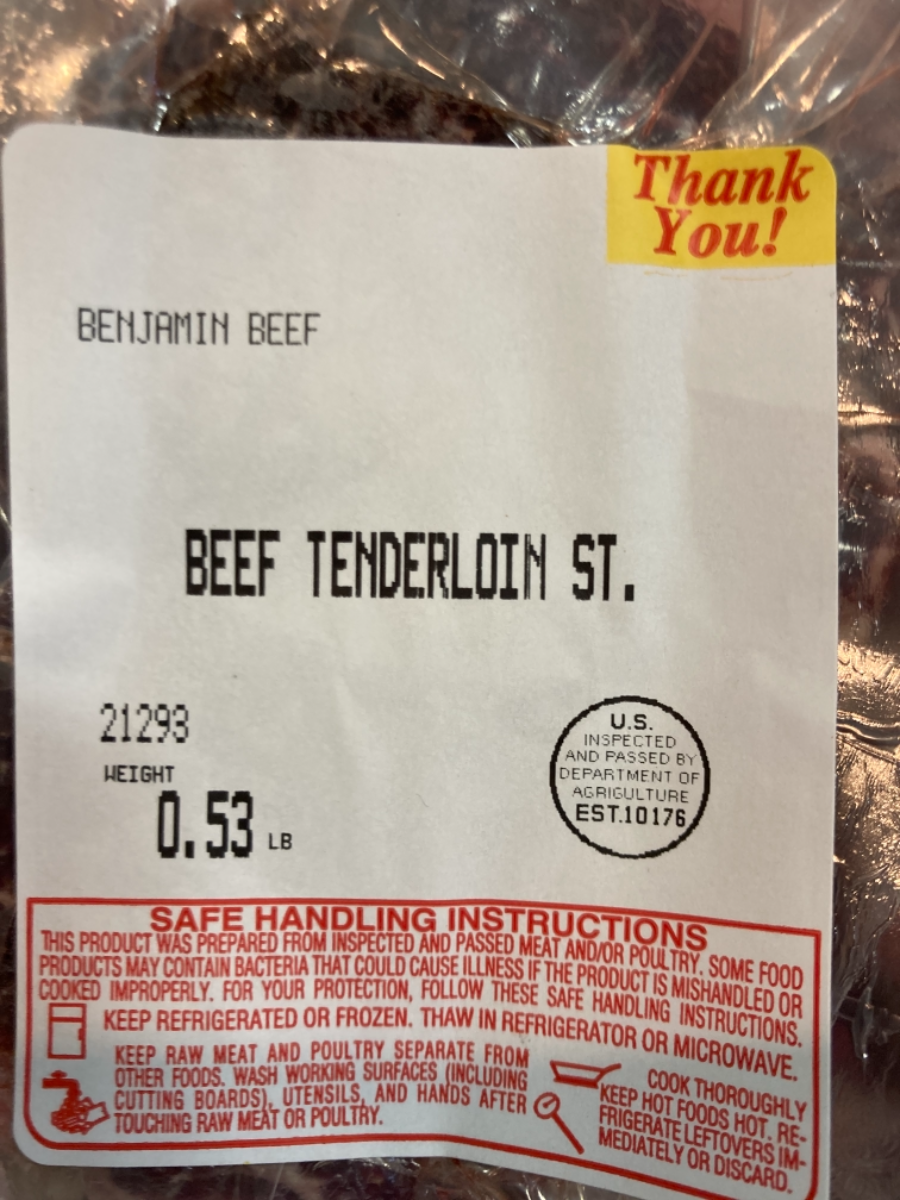 Thank
You!
BENJAMIN BEEF
BEEF TENDERLOIN ST.
21293
WEIGHT
0.53 LB
U.S.
INSPECTED
AND PASSED BY
DEPARTMENT OF
AGRIGULTURE
EST.10176
SAFE HANDLING INSTRUCTIONS
THIS PRODUCT WAS PREPARED FROM INSPECTED AND PASSED MEAT AND/OR POULTRY. SOME FOOD
PRODUCTS MAY CONTAIN BACTERIA THAT COULD CAUSE ILLNESS IF THE PRODUCT IS MISHANDLED OR
COOKED IMPROPERLY. FOR YOUR PROTECTION, FOLLOW THESE SAFE HANDLING INSTRUCTIONS.
KEEP REFRIGERATED OR FROZEN. THAW IN REFRIGERATOR OR MICROWAVE.
KEEP RAW MEAT AND POULTRY SEPARATE FROM
OTHER FOODS. WASH WORKING SURFACES (INCLUDING
CUTTING BOARDS), UTENSILS, AND HANDS AFTER
TOUCHING RAW MEAT OR POULTRY.
COOK THOROUGHLY
KEEP HOT FOODS HOT. RE-
FRIGERATE LEFTOVERS IM-
MEDIATELY OR DISCARD.